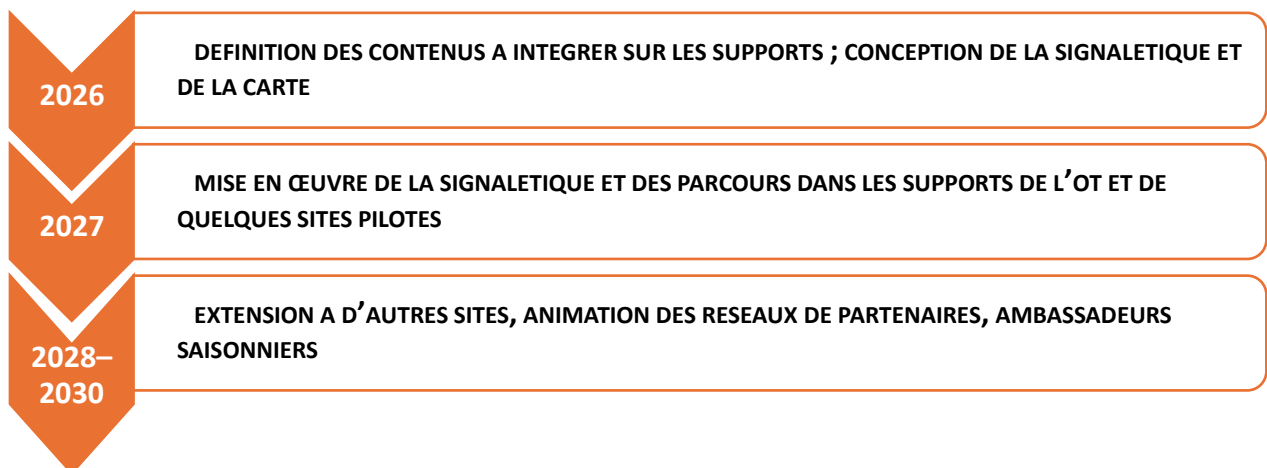 2026
DEFINITION DES CONTENUS A INTEGRER SUR LES SUPPORTS ; CONCEPTION DE LA SIGNALETIQUE ET
DE LA CARTE
2027
MISE EN ŒUVRE DE LA SIGNALETIQUE ET DES PARCOURS DANS LES SUPPORTS DE L'OT ET DE
QUELQUES SITES PILOTES
2028–
2030
EXTENSION A D'AUTRES SITES, ANIMATION DES RESEAUX DE PARTENAIRES, AMBASSADEURS
SAISONNIERS